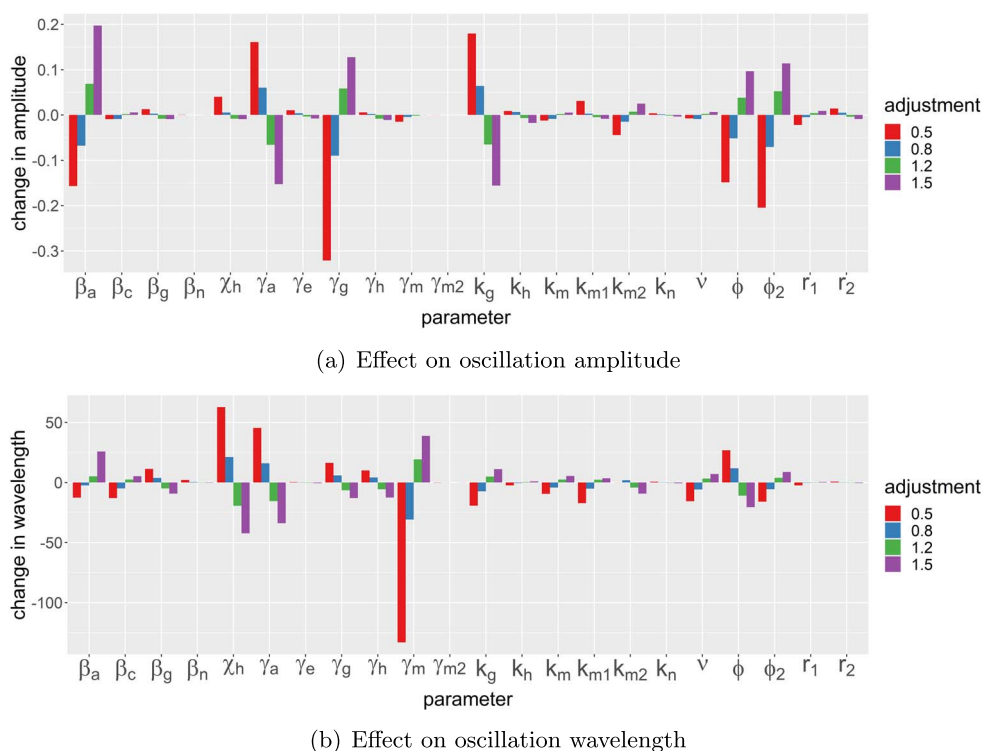 0.2
0.1
0.0
-0.1
-0.2
-0.3
change in amplitude
βa βc βg βn χh γa γe γg γh γm γm2 kg kh km km1 km2 kn ν ϕ ϕ2 r1 r2
parameter
adjustment
0.5
0.8
1.2
1.5
(a) Effect on oscillation amplitude
50
0
-50
-100
change in wavelength
βa βc βg βn χh γa γe γg γh γm γm2 kg kh km km1 km2 kn ν ϕ ϕ2 r1 r2
parameter
adjustment
0.5
0.8
1.2
1.5
(b) Effect on oscillation wavelength